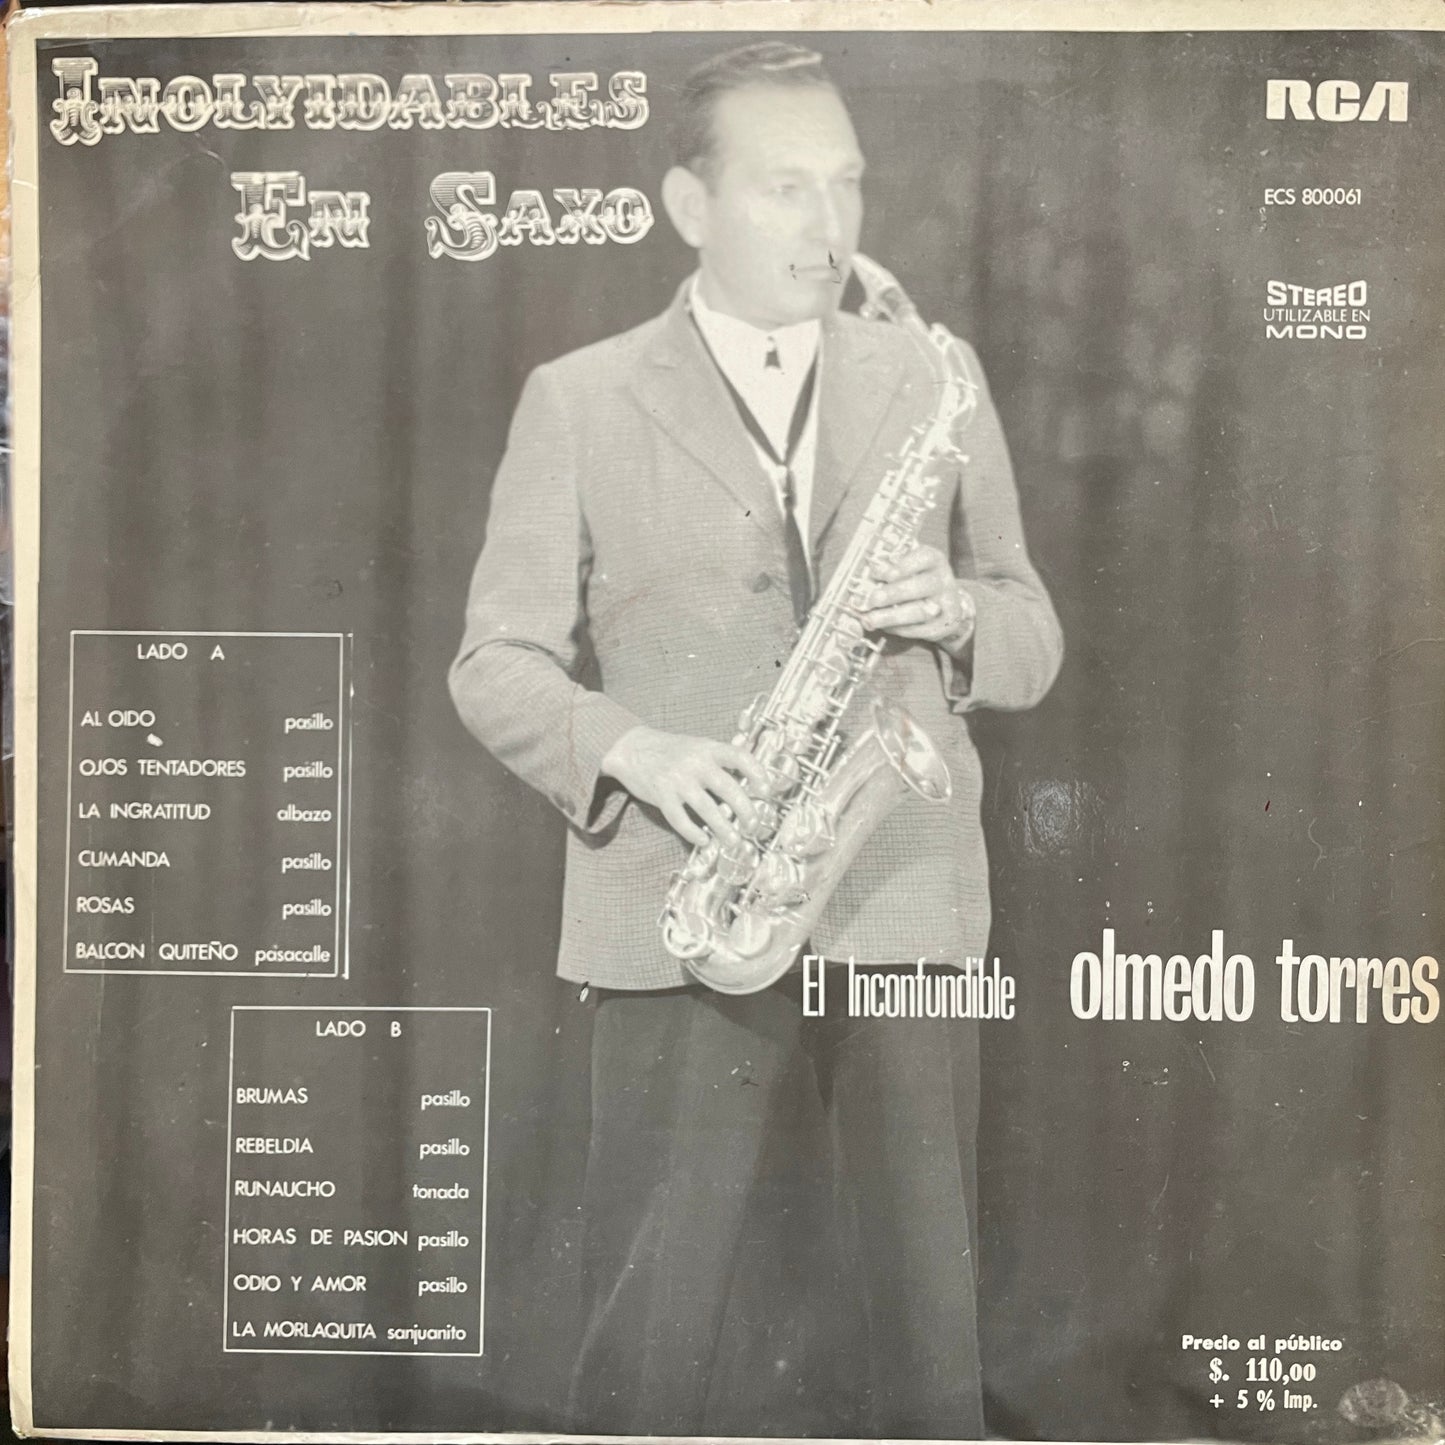 INOLVIDABLES
EN SAXO
RCA
ECS 800061
STEREO
UTILIZABLE EN
MONO
LADO A
AL OIDO pasillo
OJOS TENTADORES pasillo
LA INGRATITUD albazo
CUMANDA pasillo
ROSAS pasillo
BALCON QUITEÑO pasacalle
El Inconfundible olmedo torres
LADO B
BRUMAS pasillo
REBELDIA pasillo
RUNAUCHO tonada
HORAS DE PASION pasillo
ODIO Y AMOR pasillo
LA MORLAQUITA sanjuanito
Precio al público
$. 110,00
+ 5 % Imp.